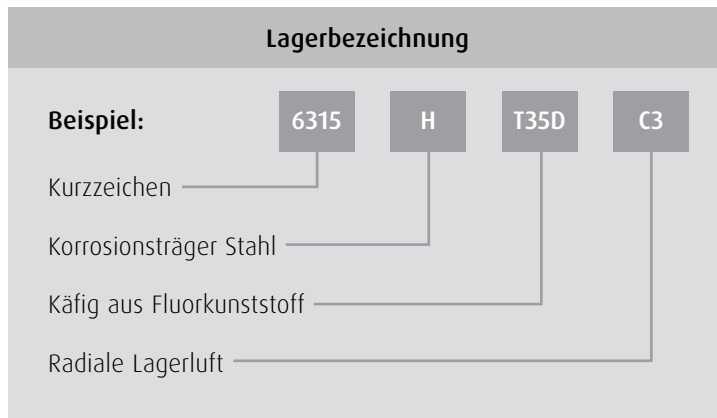 Lagerbezeichnung
Beispiel: 6315 H T35D C3
Kurzzeichen
Korrosionsträger Stahl
Käfig aus Fluorkunststoff
Radiale Lagerluft